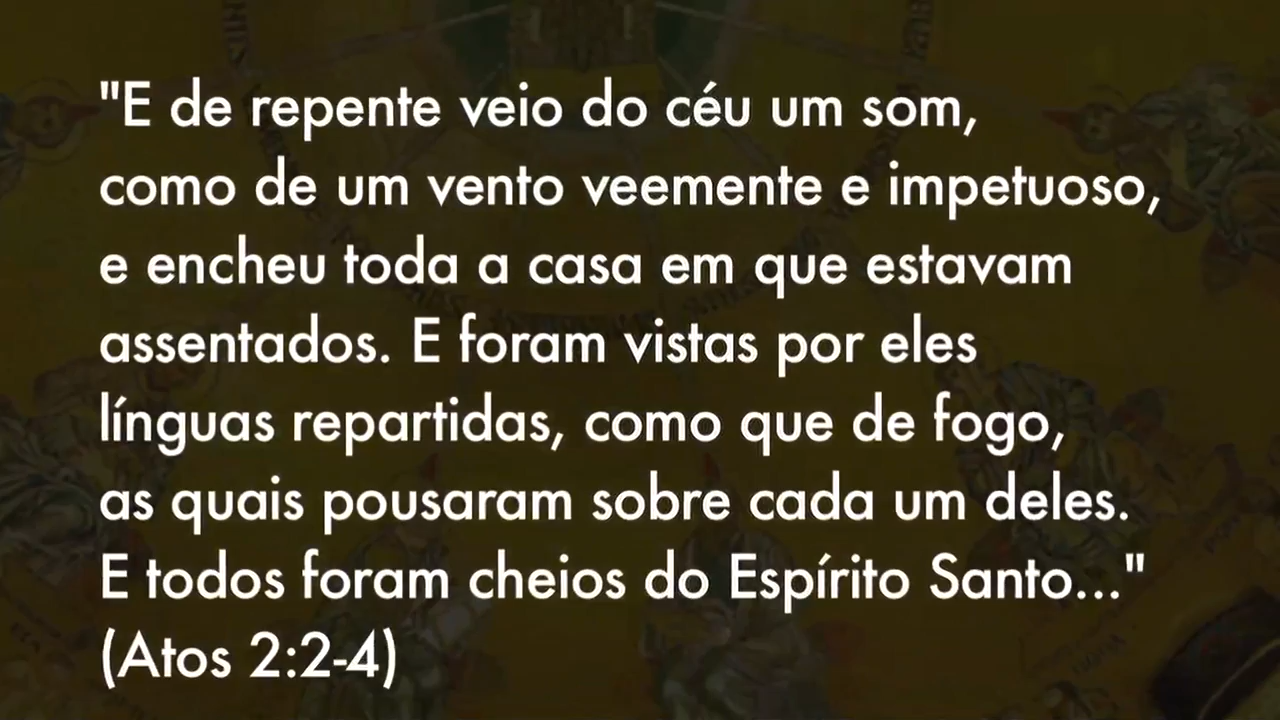 "E de repente veio do céu um som,
como de um vento veemente e impetuoso,
e encheu toda a casa em que estavam
assentados. E foram vistas por eles
línguas repartidas, como que de fogo,
as quais pousaram sobre cada um deles.
E todos foram cheios do Espírito Santo..."
(Atos 2:2-4)